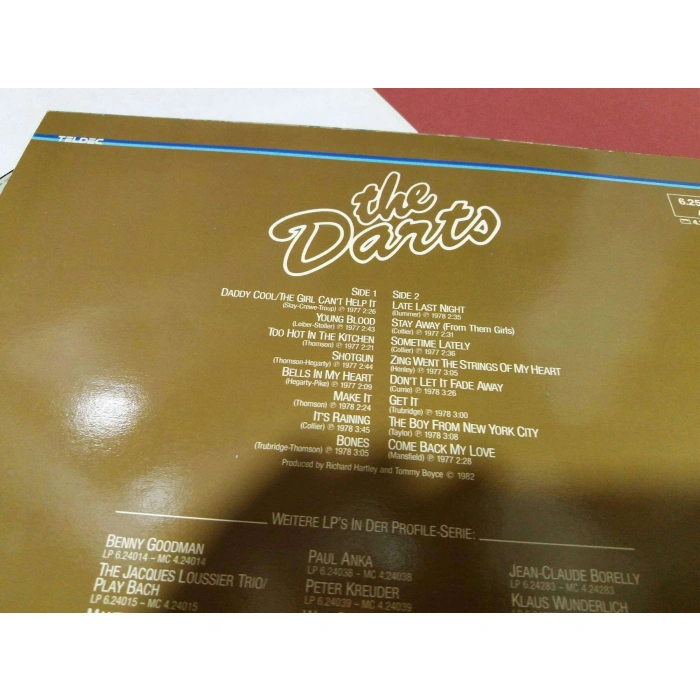 TELDEC
the
Darts
SIDE 1
DADDY COOL/THE GIRL CAN'T HELP IT
(Slay-Crewe-Troup) ℗ 1977 2:26
YOUNG BLOOD
(Leiber-Stoller) ℗ 1977 2:43
TOO HOT IN THE KITCHEN
(Thomson) ℗ 1977 2:21
SHOTGUN
(Thomson-Hegarty) ℗ 1977 2:44
BELLS IN MY HEART
(Hegarty-Pike) ℗ 1977 2:09
MAKE IT
(Thomson) ℗ 1978 2:24
IT'S RAINING
(Collier) ℗ 1978 3:45
BONES
(Trubridge-Thomson) ℗ 1978 3:05
SIDE 2
LATE LAST NIGHT
(Dummer) ℗ 1978 2:35
STAY AWAY (From Them Girls)
(Collier) ℗ 1977 2:31
SOMETIME LATELY
(Collier) ℗ 1977 2:36
ZING WENT THE STRINGS OF MY HEART
(Henley) ℗ 1977 3:05
DON'T LET IT FADE AWAY
(Currie) ℗ 1978 3:26
GET IT
(Trubridge) ℗ 1978 3:00
THE BOY FROM NEW YORK CITY
(Taylor) ℗ 1978 3:08
COME BACK MY LOVE
(Mansfield) ℗ 1977 2:28
Produced by Richard Hartley and Tommy Boyce © 1982
WEITERE LP'S IN DER PROFILE-SERIE:
BENNY GOODMAN
LP 6.24014 – MC 4.24014
THE JACQUES LOUSSIER TRIO/
PLAY BACH
LP 6.24015 – MC 4.24015
PAUL ANKA
LP 6.24038 – MC 4.24038
PETER KREUDER
LP 6.24039 – MC 4.24039
JEAN-CLAUDE BORELLY
LP 6.24283 – MC 4.24283
KLAUS WUNDERLICH